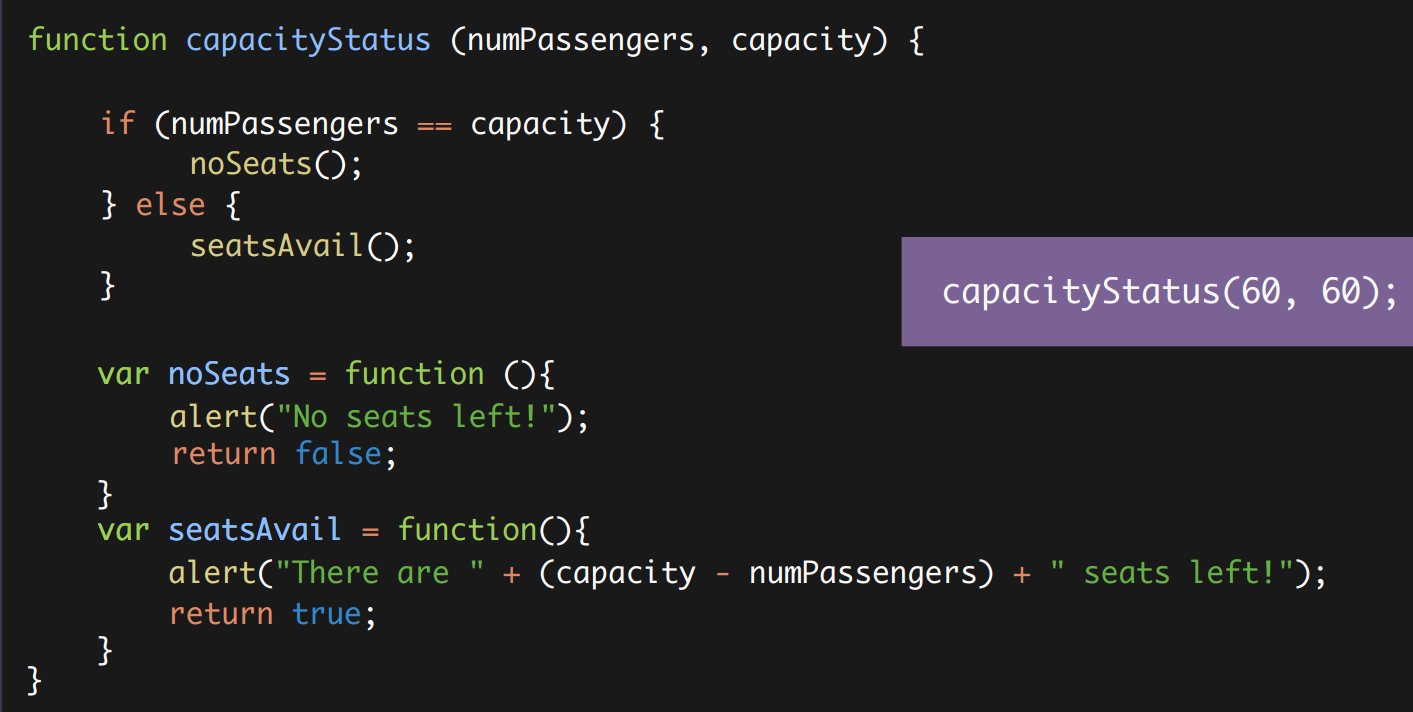 function capacityStatus (numPassengers, capacity) {
if (numPassengers == capacity) {
noSeats();
} else {
seatsAvail();
}
capacityStatus(60, 60);
var noSeats = function (){
alert("No seats left!");
return false;
}
var seatsAvail = function(){
alert("There are " + (capacity - numPassengers) + " seats left!");
return true;
}
}